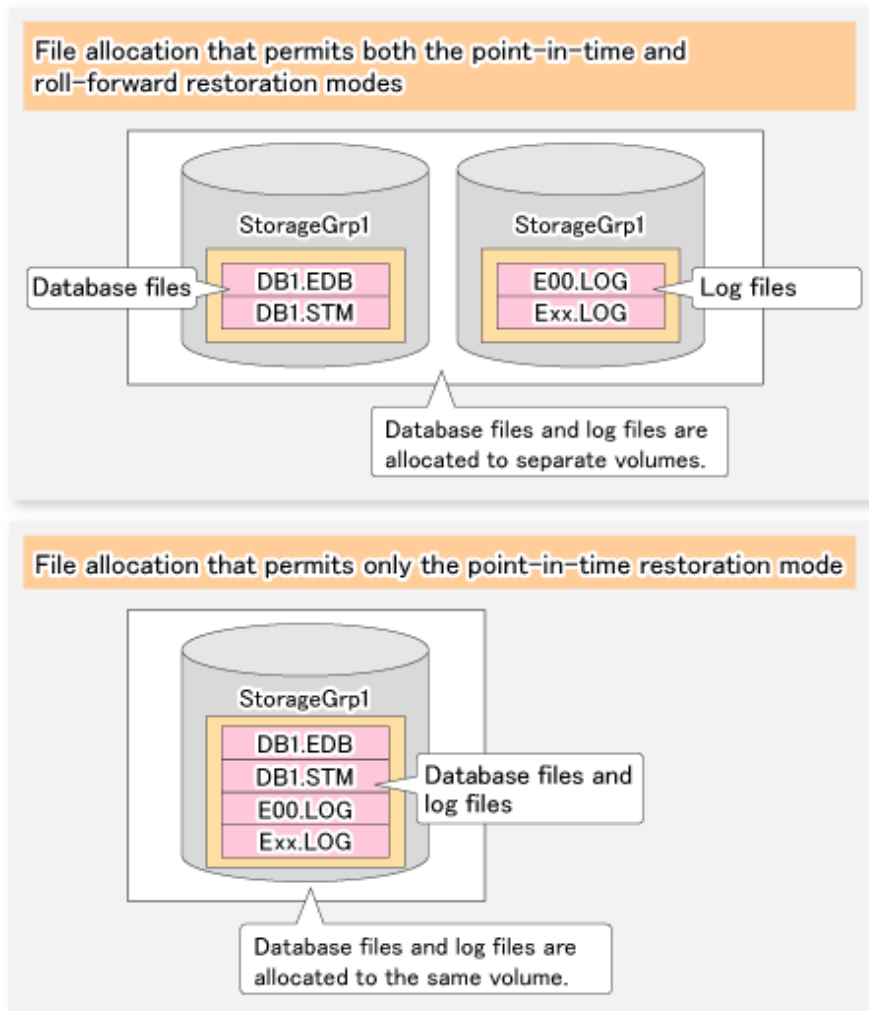 File allocation that permits both the point-in-time and
roll-forward restoration modes
StorageGrp1
StorageGrp1
Database files
DB1.EDB
DB1.STM
E00.LOG
Exx.LOG
Log files
Database files and log files are
allocated to separate volumes.
File allocation that permits only the point-in-time restoration mode
StorageGrp1
DB1.EDB
DB1.STM
E00.LOG
Exx.LOG
Database files and
log files
Database files and log files are
allocated to the same volume.